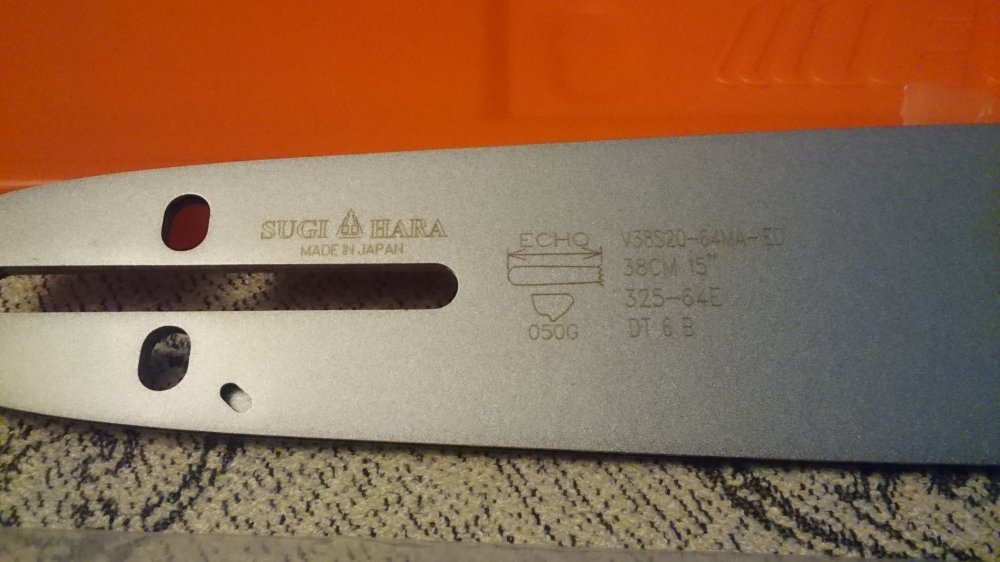 SUGI HARA
MADE IN JAPAN
ECHO
050G
V38S20-64MA-ED
38CM 15"
325-64E
DT 6 B